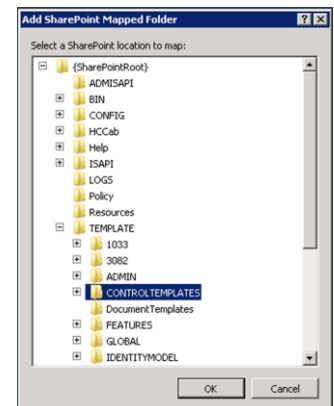 Add SharePoint Mapped Folder
Select a SharePoint location to map:
{SharePointRoot}
ADMISAPI
BIN
CONFIG
HCCab
Help
ISAPI
LOGS
Policy
Resources
TEMPLATE
1033
3082
ADMIN
CONTROLTEMPLATES
DocumentTemplates
FEATURES
GLOBAL
IDENTITYMODEL
OK Cancel